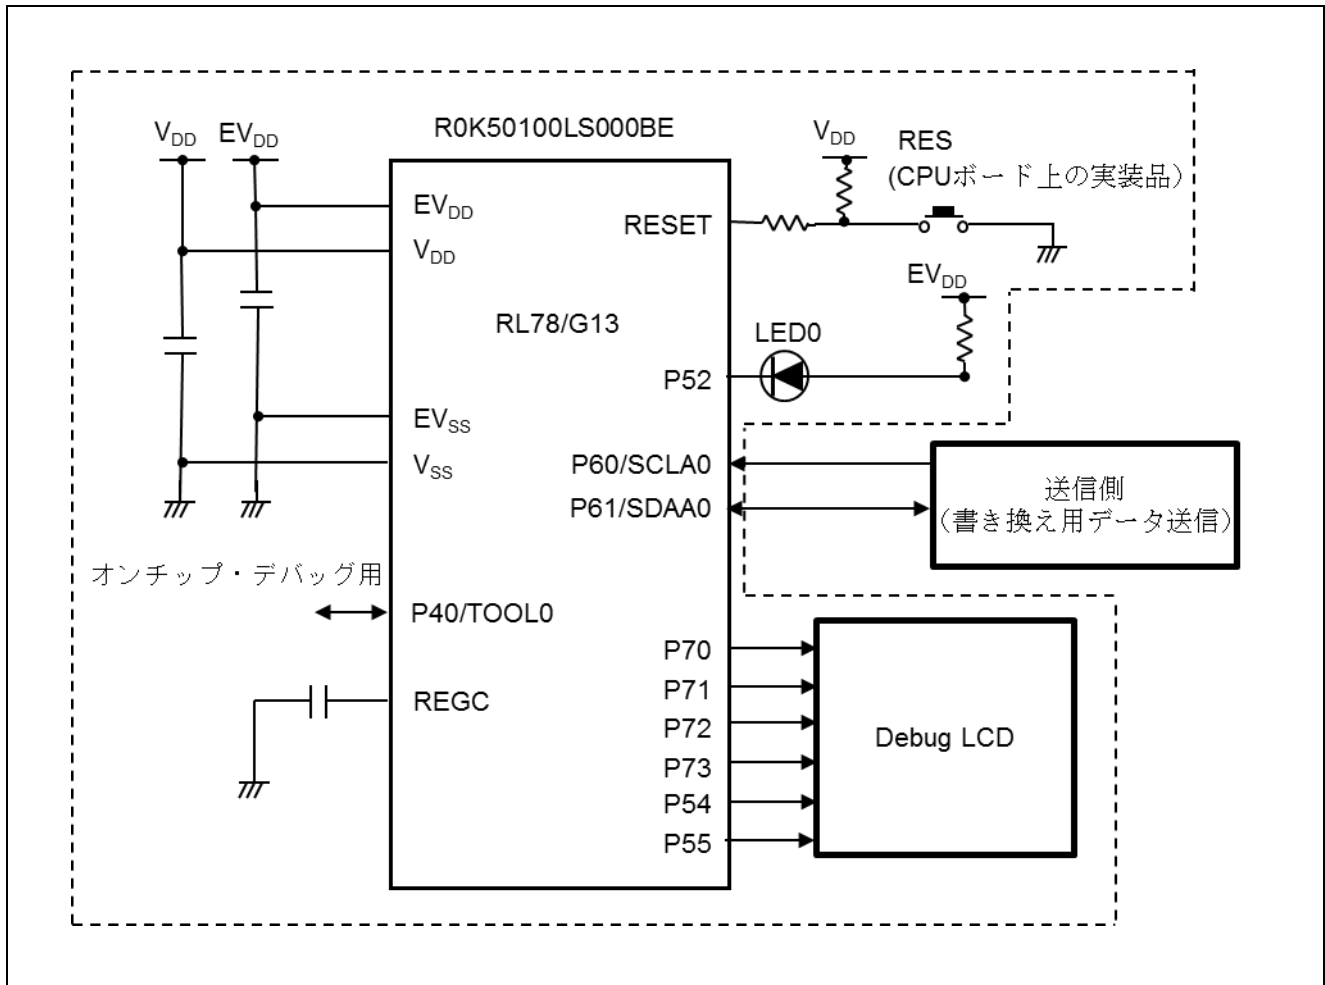 R0K50100LS000BE
VDD
EVDD
EVDD
VDD
RL78/G13
EVSS
VSS
オンチップ・デバッグ用
P40/TOOL0
REGC
RESET
P52
P60/SCLA0
P61/SDAA0
P70
P71
P72
P73
P54
P55
VDD
RES
(CPUボード上の実装品)
EVDD
LED0
送信側
(書き換え用データ送信)
Debug LCD